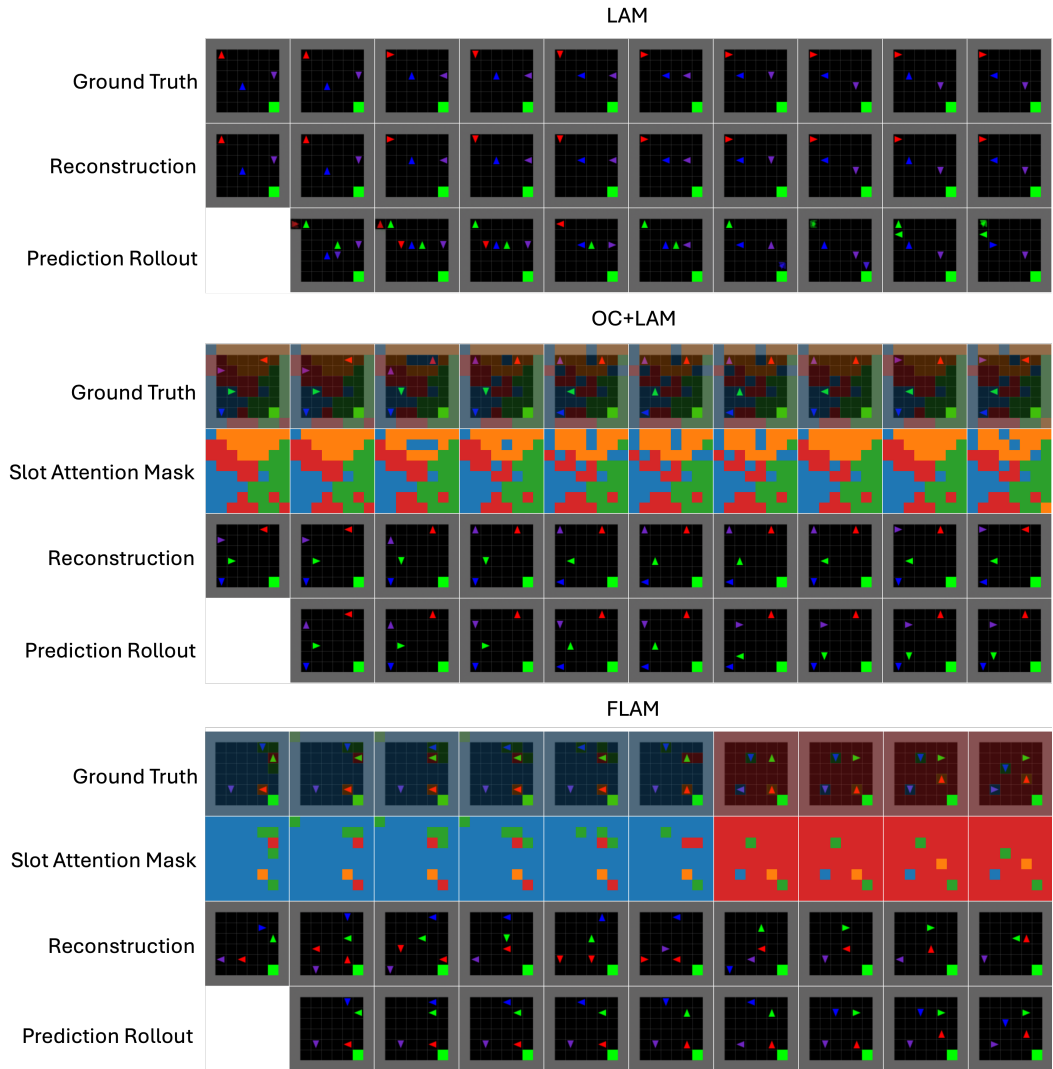 LAM
Ground Truth
Reconstruction
Prediction Rollout
OC+LAM
Ground Truth
Slot Attention Mask
Reconstruction
Prediction Rollout
FLAM
Ground Truth
Slot Attention Mask
Reconstruction
Prediction Rollout